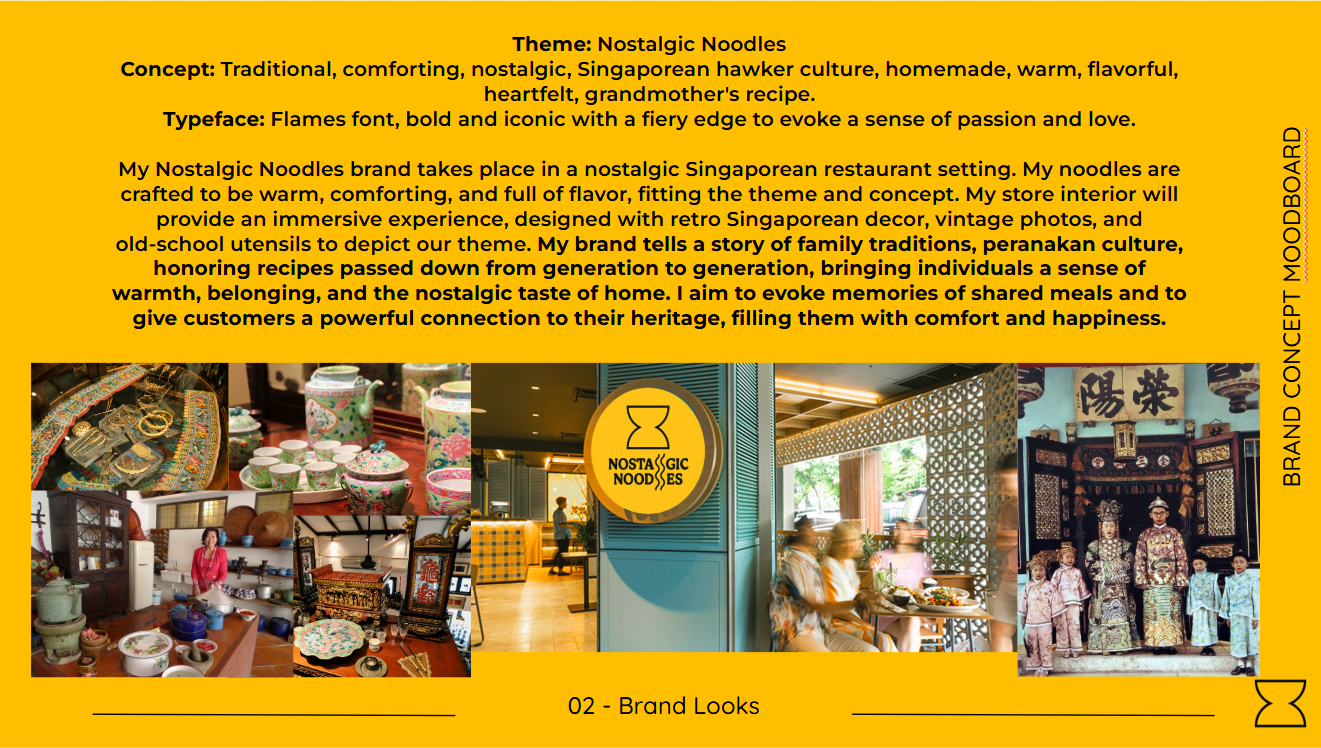 Theme: Nostalgic Noodles
Concept: Traditional, comforting, nostalgic, Singaporean hawker culture, homemade, warm, flavorful,
heartfelt, grandmother's recipe.
Typeface: Flames font, bold and iconic with a fiery edge to evoke a sense of passion and love.
My Nostalgic Noodles brand takes place in a nostalgic Singaporean restaurant setting. My noodles are
crafted to be warm, comforting, and full of flavor, fitting the theme and concept. My store interior will
provide an immersive experience, designed with retro Singaporean decor, vintage photos, and
old-school utensils to depict our theme. My brand tells a story of family traditions, peranakan culture,
honoring recipes passed down from generation to generation, bringing individuals a sense of
warmth, belonging, and the nostalgic taste of home. I aim to evoke memories of shared meals and to
give customers a powerful connection to their heritage, filling them with comfort and happiness.
BRAND CONCEPT MOODBOARD
NOSTALGIC
NOODLES
陽榮
02 - Brand Looks